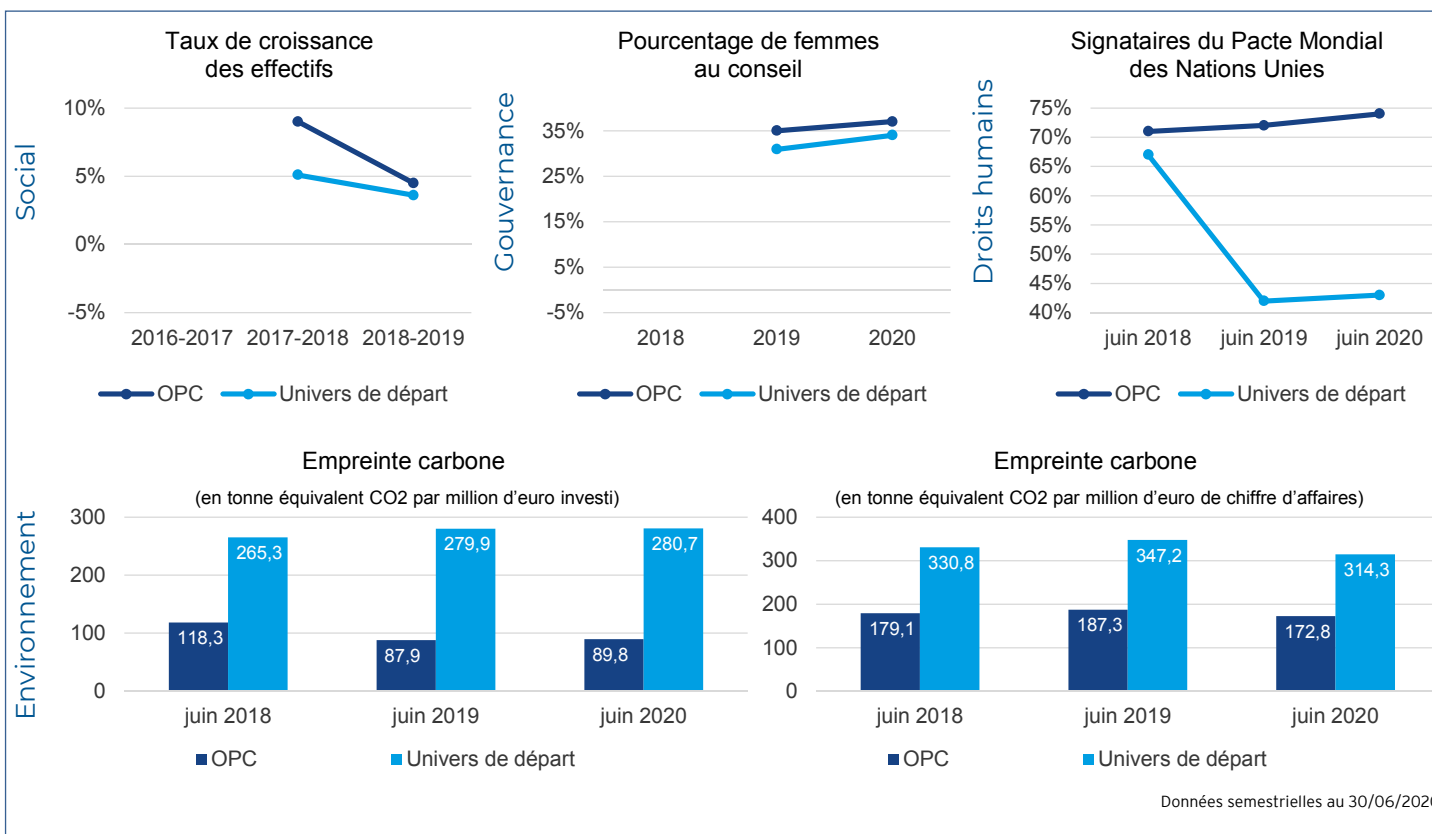 Social
Taux de croissance
des effectifs
10%
5%
0%
-5%
2016-2017 2017-2018 2018-2019
OPC Univers de départ
Gouvernance
Pourcentage de femmes
au conseil
35%
25%
15%
5%
-5%
2018 2019 2020
OPC Univers de départ
Droits humains
Signataires du Pacte Mondial
des Nations Unies
75%
70%
65%
60%
55%
50%
45%
40%
juin 2018 juin 2019 juin 2020
OPC Univers de départ
Environnement
Empreinte carbone
(en tonne équivalent CO2 par million d'euro investi)
300
200
100
0
118,3 265,3 87,9 279,9 89,8 280,7
juin 2018 juin 2019 juin 2020
OPC Univers de départ
Empreinte carbone
(en tonne équivalent CO2 par million d'euro de chiffre d'affaires)
400
300
200
100
0
179,1 330,8 187,3 347,2 172,8 314,3
juin 2018 juin 2019 juin 2020
OPC Univers de départ
Données semestrielles au 30/06/2020